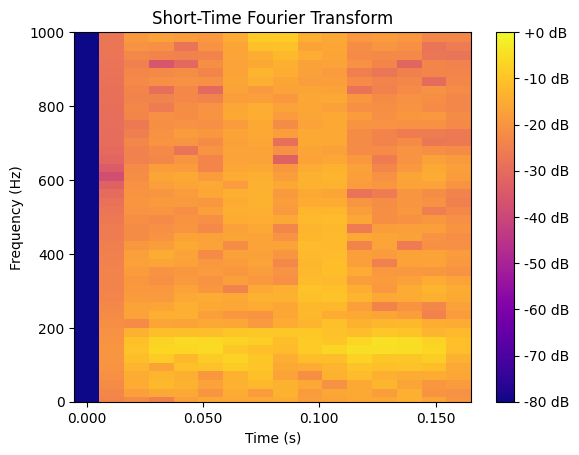 Short-Time Fourier Transform
1000
800
600
400
200
0
Frequency (Hz)
0.000
0.050
0.100
0.150
Time (s)
+0 dB
-10 dB
-20 dB
-30 dB
-40 dB
-50 dB
-60 dB
-70 dB
-80 dB